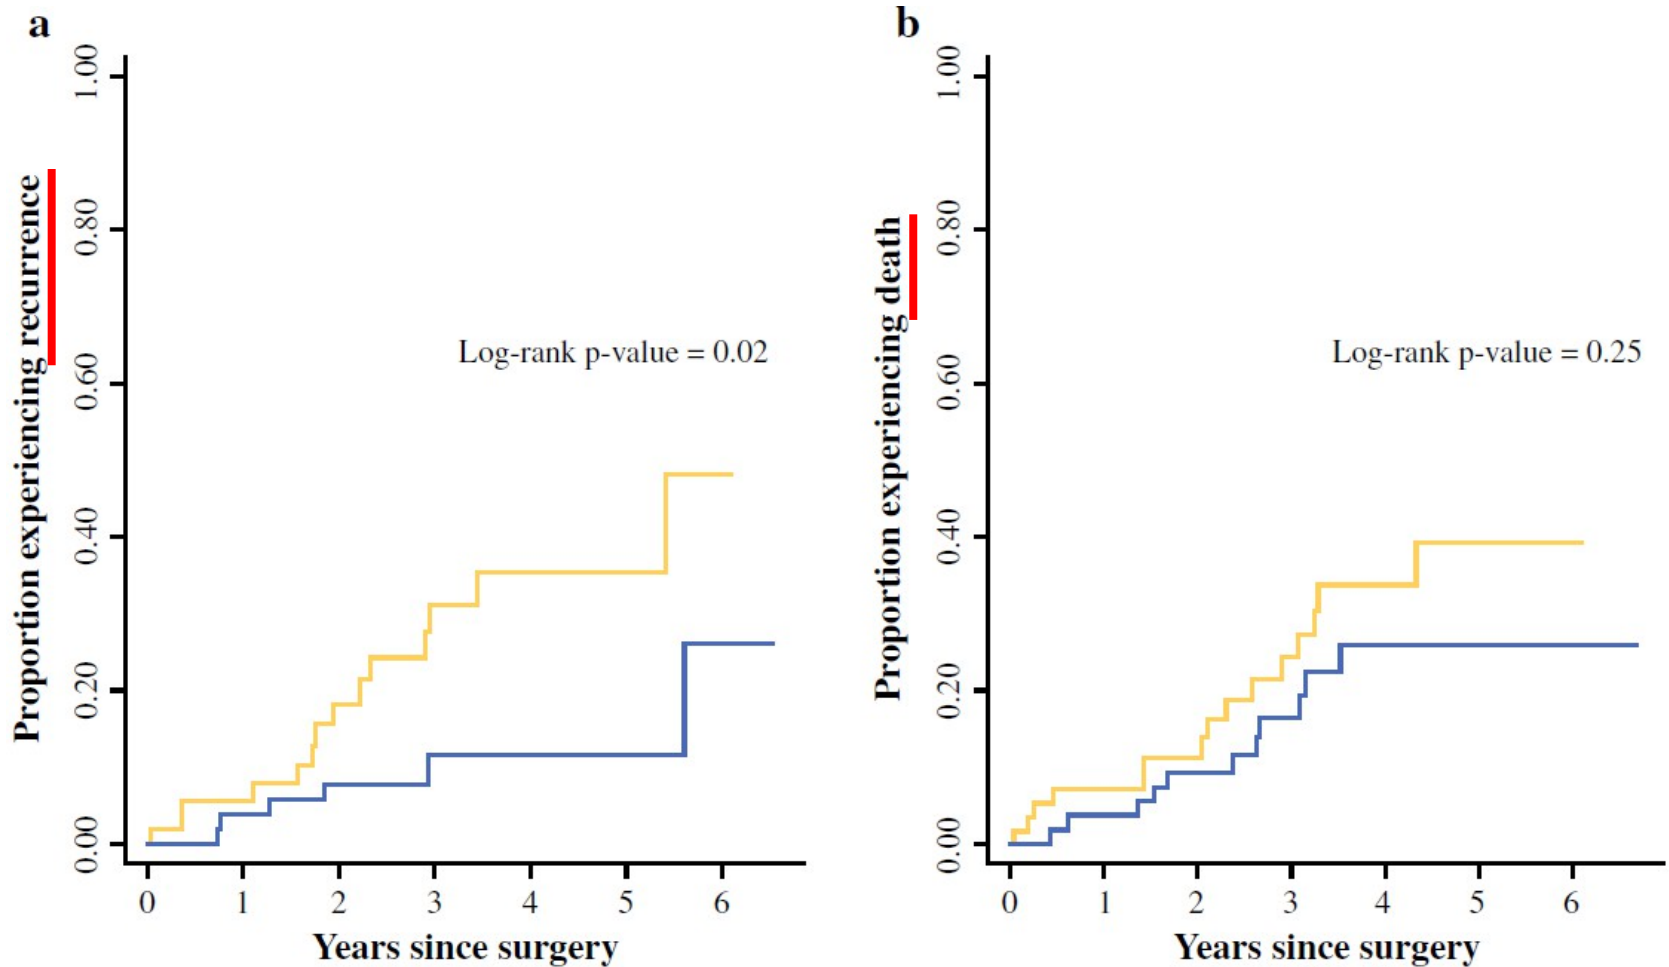 a
Proportion experiencing recurrence
1.00
0.80
0.60
0.40
0.20
0.00
Log-rank p-value = 0.02
0 1 2 3 4 5 6
Years since surgery
b
Proportion experiencing death
1.00
0.80
0.60
0.40
0.20
0.00
Log-rank p-value = 0.25
0 1 2 3 4 5 6
Years since surgery